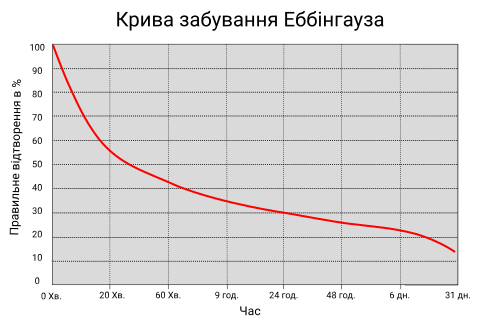 Крива забування Еббінгауза
100
90
80
70
60
50
40
30
20
10
0
Правильне відтворення в %
0 Хв.
20 Хв.
60 Хв.
9 год.
24 год.
48 год.
6 дн.
31 дн.
Час